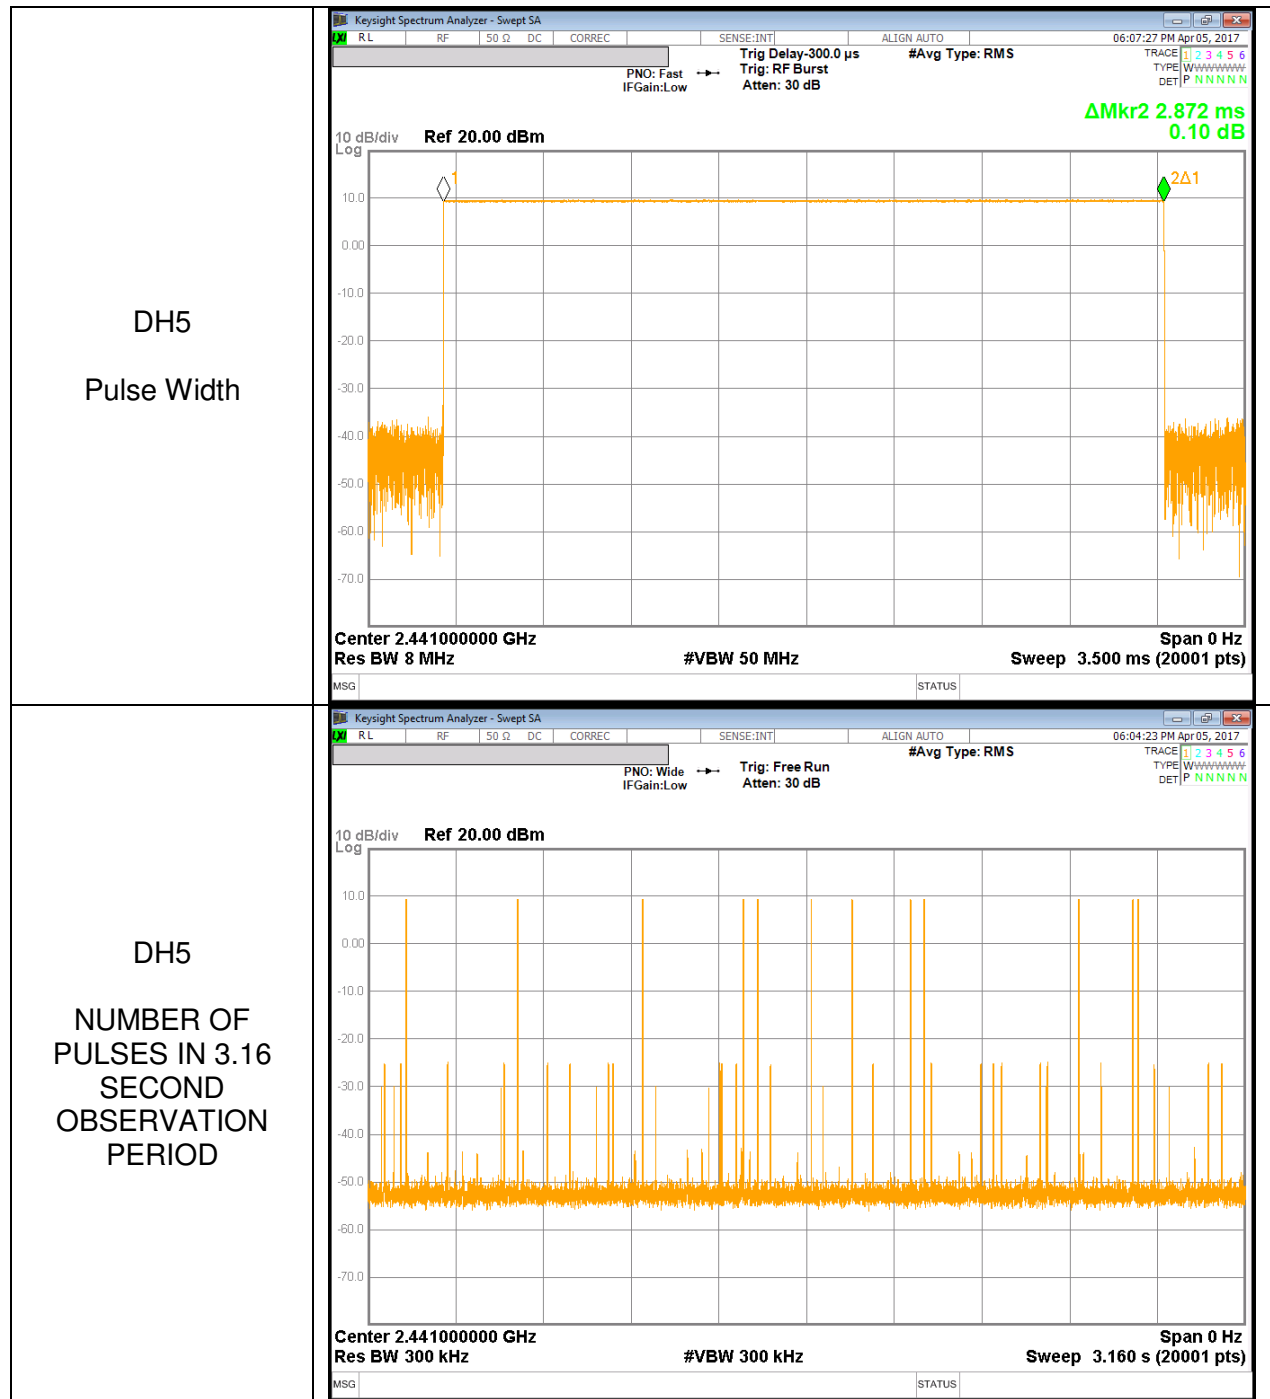 DH5
Pulse Width
Keysight Spectrum Analyzer - Swept SA
LXI RL RF 50 Ω DC CORREC SENSE:INT ALIGN AUTO 06:07:27 PM Apr 05, 2017
Trig Delay-300.0 µs #Avg Type: RMS TRACE 1 2 3 4 5 6
PNO: Fast Trig: RF Burst TYPE W
IFGain:Low Atten: 30 dB DET P N N N N N
ΔMkr2 2.872 ms
0.10 dB
10 dB/div Ref 20.00 dBm
Log
1
2Δ1
10.0
0.00
-10.0
-20.0
-30.0
-40.0
-50.0
-60.0
-70.0
Center 2.441000000 GHz Span 0 Hz
Res BW 8 MHz #VBW 50 MHz Sweep 3.500 ms (20001 pts)
MSG STATUS
DH5
NUMBER OF
PULSES IN 3.16
SECOND
OBSERVATION
PERIOD
Keysight Spectrum Analyzer - Swept SA
LXI RL RF 50 Ω DC CORREC SENSE:INT ALIGN AUTO 06:04:23 PM Apr 05, 2017
#Avg Type: RMS TRACE 1 2 3 4 5 6
PNO: Wide Trig: Free Run TYPE W
IFGain:Low Atten: 30 dB DET P N N N N N
10 dB/div Ref 20.00 dBm
Log
10.0
0.00
-10.0
-20.0
-30.0
-40.0
-50.0
-60.0
-70.0
Center 2.441000000 GHz Span 0 Hz
Res BW 300 kHz #VBW 300 kHz Sweep 3.160 s (20001 pts)
MSG STATUS